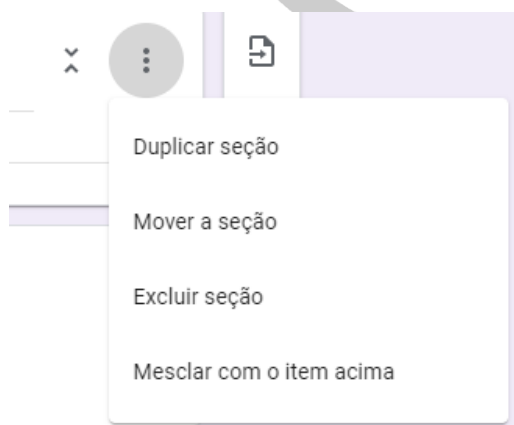 Duplicar seção
Mover a seção
Excluir seção
Mesclar com o item acima